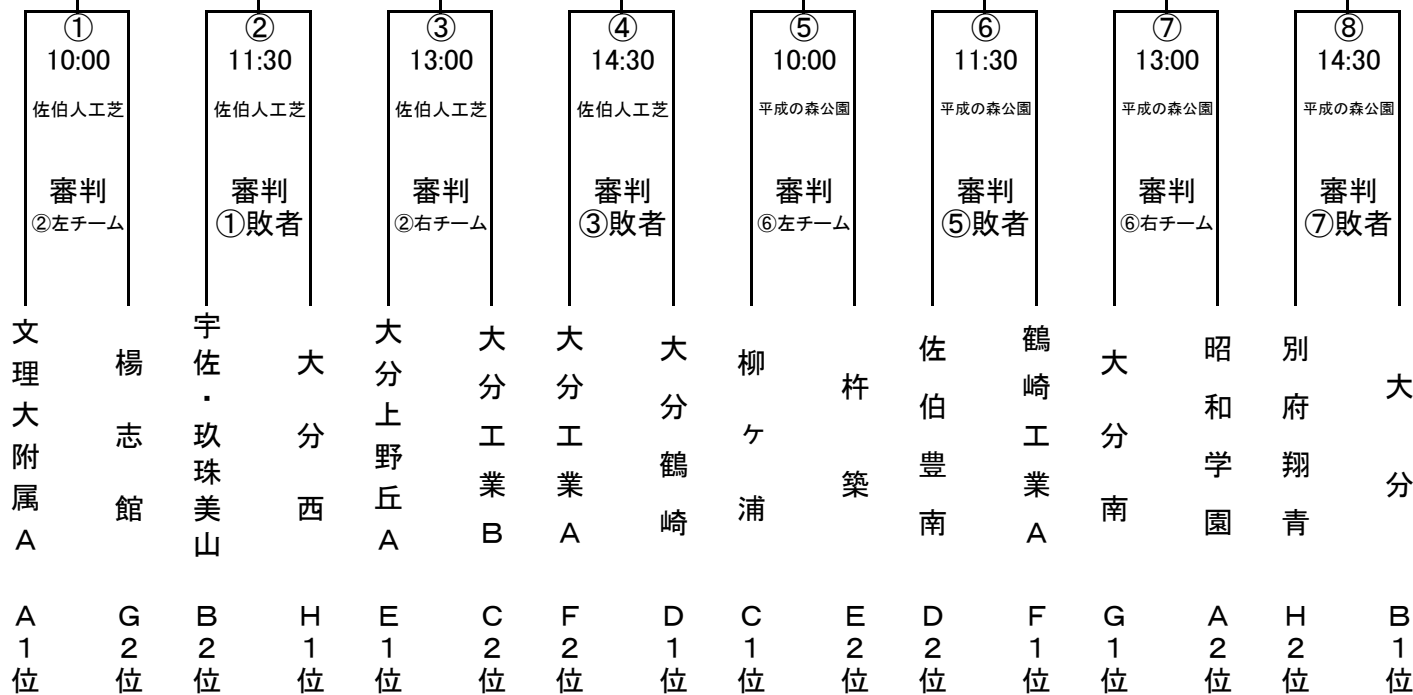 ① ② ③ ④ ⑤ ⑥ ⑦ ⑧
10:00 11:30 13:00 14:30 10:00 11:30 13:00 14:30
佐伯人工芝 佐伯人工芝 佐伯人工芝 佐伯人工芝 平成の森公園 平成の森公園 平成の森公園 平成の森公園
審判 審判 審判 審判 審判 審判 審判 審判
②左チーム ①敗者 ②右チーム ③敗者 ⑥左チーム ⑤敗者 ⑥右チーム ⑦敗者
文理大附属A
楊志館
宇佐・玖珠美山
大分西
大分上野丘A
大分工業B
大分工業A
大分鶴崎
柳ヶ浦
杵築
佐伯豊南
鶴崎工業A
大分南
昭和学園
別府翔青
大分
A1位
G2位
B2位
H1位
E1位
C2位
F2位
D1位
C1位
E2位
D2位
F1位
G1位
A2位
H2位
B1位